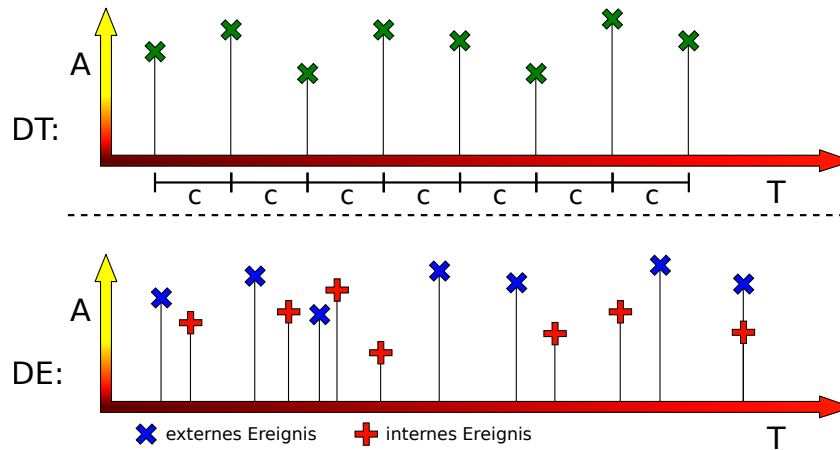 A
DT:
c c c c c c c
T
A
DE:
externes Ereignis internes Ereignis
T